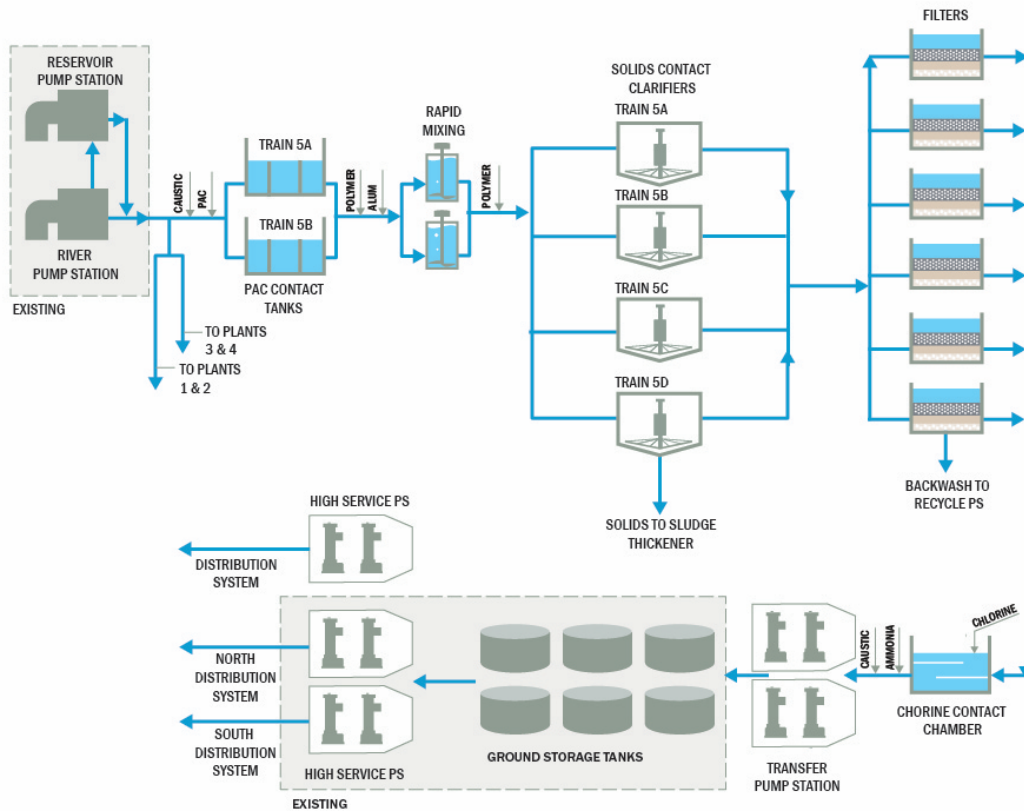 FILTERS
RESERVOIR
PUMP STATION
SOLIDS CONTACT
CLARIFIERS
RAPID
MIXING
TRAIN 5A
TRAIN 5A
CAUSTIC
PAC
POLYMER
ALUM
POLYMER
TRAIN 5B
TRAIN 5B
RIVER
PUMP STATION
PAC CONTACT
TANKS
EXISTING
TRAIN 5C
TO PLANTS
3 & 4
TO PLANTS
1 & 2
TRAIN 5D
BACKWASH TO
RECYCLE PS
HIGH SERVICE PS
SOLIDS TO SLUDGE
THICKENER
DISTRIBUTION
SYSTEM
CHLORINE
CAUSTIC
AMMONIA
NORTH
DISTRIBUTION
SYSTEM
CHORINE CONTACT
CHAMBER
SOUTH
DISTRIBUTION
SYSTEM
GROUND STORAGE TANKS
HIGH SERVICE PS
TRANSFER
PUMP STATION
EXISTING